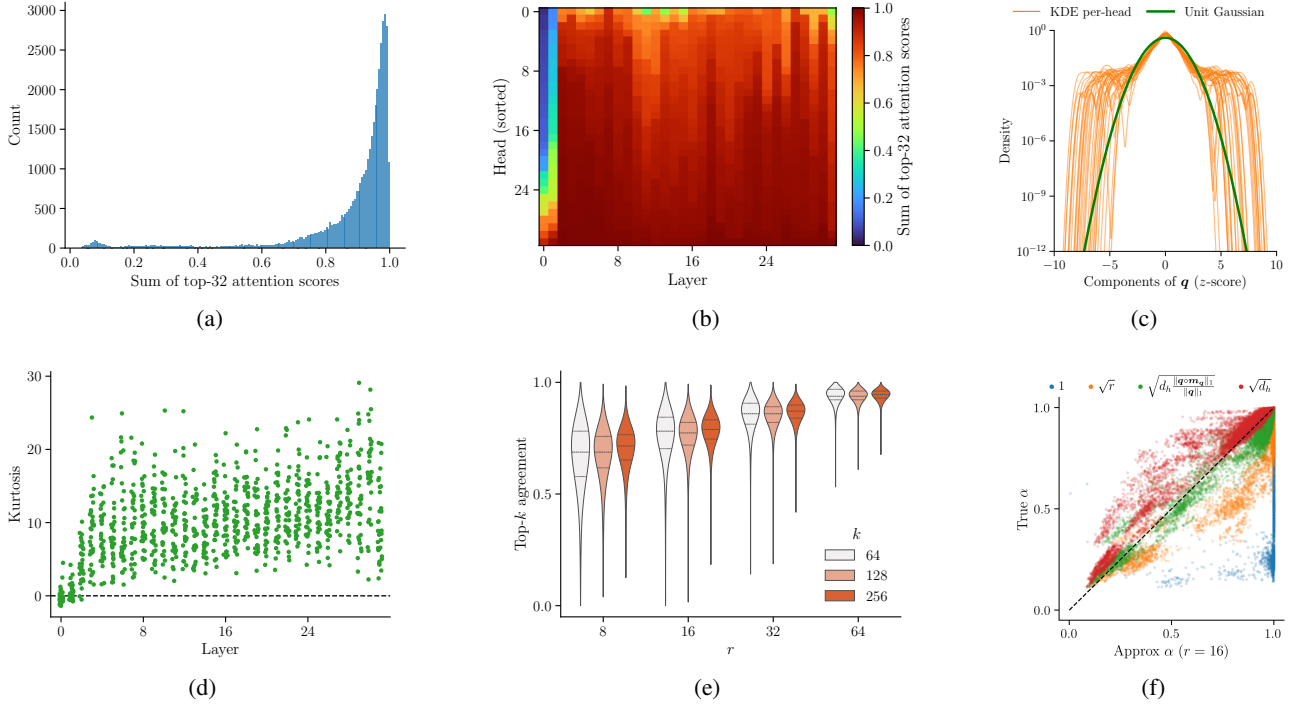 3000
2500
2000
1500
1000
500
0
Count
0.0 0.2 0.4 0.6 0.8 1.0
Sum of top-32 attention scores
(a)
0
8
16
24
Head (sorted)
0 8 16 24
Layer
1.0
0.8
0.6
0.4
0.2
0.0
Sum of top-32 attention scores
(b)
KDE per-head Unit Gaussian
10^0
10^−3
10^−6
10^−9
10^−12
Density
−10 −5 0 5 10
Components of q (z-score)
(c)
30
20
10
0
Kurtosis
0 8 16 24
Layer
(d)
1.0
0.5
0.0
Top-k agreement
k
64
128
256
8 16 32 64
r
(e)
1 √r √(d_h ‖q∘m_q‖_1 / ‖q‖_1) √d_h
1.0
0.5
0.0
True α
0.0 0.5 1.0
Approx α (r = 16)
(f)